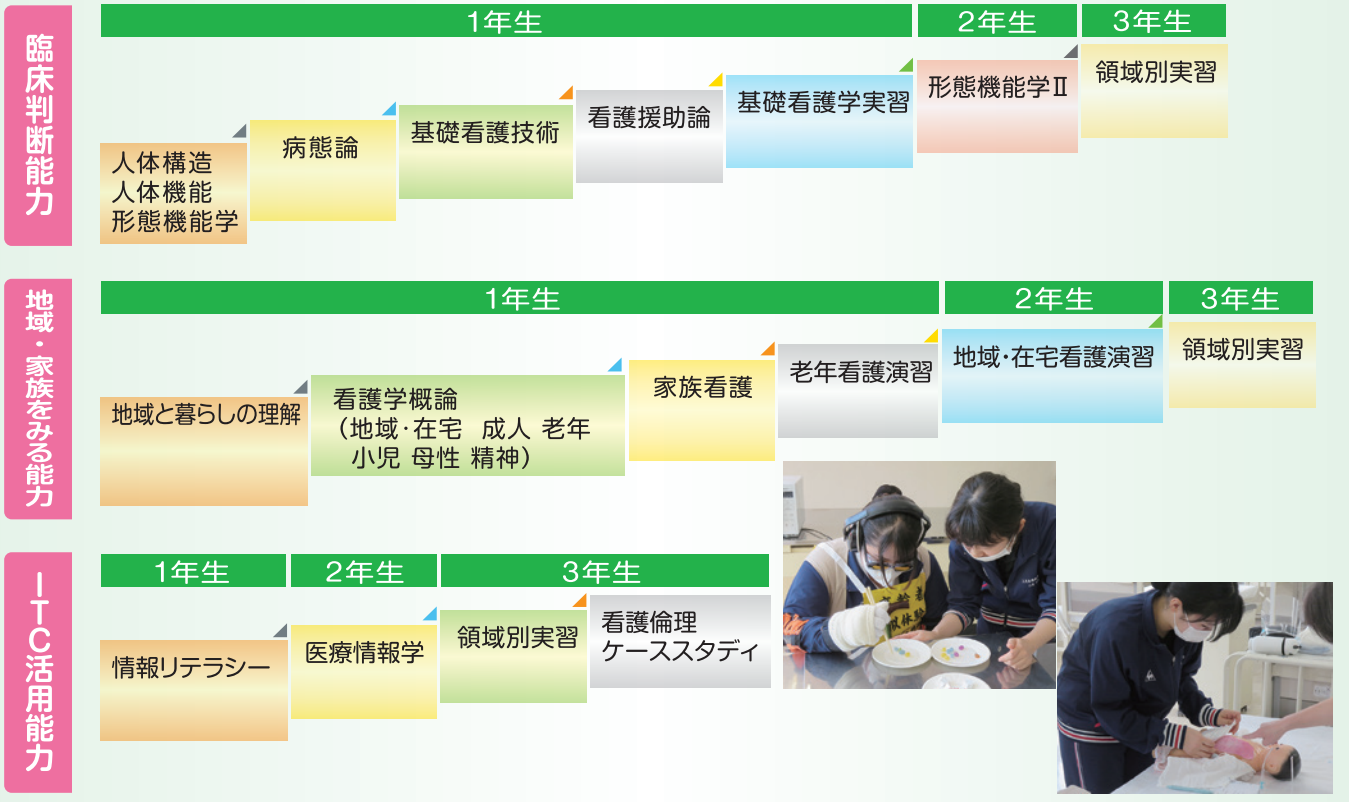 臨床判断能力
1年生
2年生
3年生
人体構造
人体機能
形態機能学
病態論
基礎看護技術
看護援助論
基礎看護学実習
形態機能学Ⅱ
領域別実習
地域・家族をみる能力
1年生
2年生
3年生
地域と暮らしの理解
看護学概論
（地域・在宅　成人 老年
小児 母性 精神）
家族看護
老年看護演習
地域・在宅看護演習
領域別実習
ITC活用能力
1年生
2年生
3年生
情報リテラシー
医療情報学
領域別実習
看護倫理
ケーススタディ